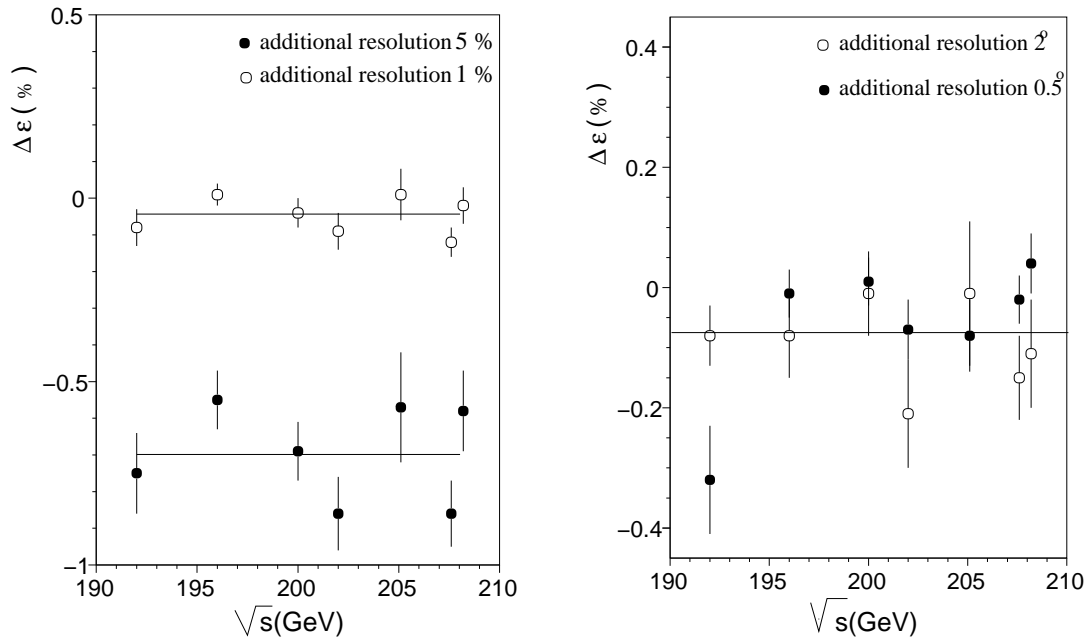 0.5
0
−0.5
−1
Δ ε ( % )
● additional resolution 5 %
○ additional resolution 1 %
190 195 200 205 210
√s(GeV)
0.4
0.2
0
−0.2
−0.4
Δ ε ( % )
○ additional resolution 2°
● additional resolution 0.5°
190 195 200 205 210
√s(GeV)